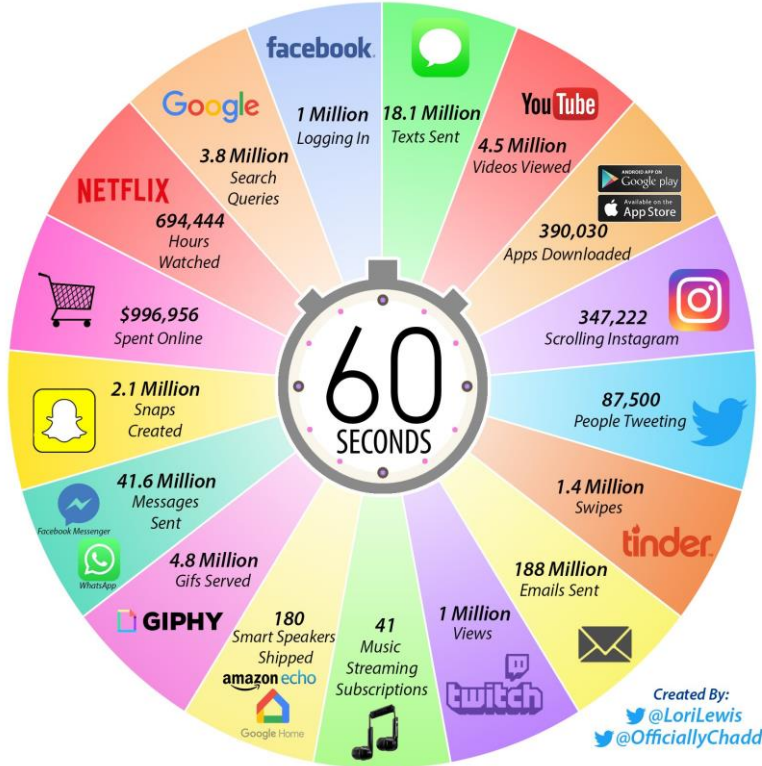 facebook.
1 Million
Logging In
18.1 Million
Texts Sent
YouTube
4.5 Million
Videos Viewed
ANDROID APP ON
Google play
Available on the
App Store
390,030
Apps Downloaded
347,222
Scrolling Instagram
87,500
People Tweeting
1.4 Million
Swipes
tinder
188 Million
Emails Sent
1 Million
Views
twitch
41
Music
Streaming
Subscriptions
180
Smart Speakers
Shipped
amazon echo
Google Home
4.8 Million
Gifs Served
GIPHY
41.6 Million
Messages
Sent
Facebook Messenger
WhatsApp
2.1 Million
Snaps
Created
$996,956
Spent Online
NETFLIX
694,444
Hours
Watched
Google
3.8 Million
Search
Queries
60
SECONDS
Created By:
@LoriLewis
@OfficiallyChadd